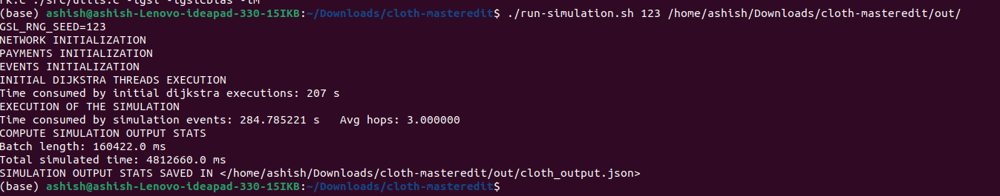 rk.c ./src/utils.c -lgsl -lgslcblas -lm
(base) ashish@ashish-Lenovo-ideapad-330-15IKB:~/Downloads/cloth-masteredit$ ./run-simulation.sh 123 /home/ashish/Downloads/cloth-masteredit/out/
GSL_RNG_SEED=123
NETWORK INITIALIZATION
PAYMENTS INITIALIZATION
EVENTS INITIALIZATION
INITIAL DIJKSTRA THREADS EXECUTION
Time consumed by initial dijkstra executions: 207 s
EXECUTION OF THE SIMULATION
Time consumed by simulation events: 284.785221 s   Avg hops: 3.000000
COMPUTE SIMULATION OUTPUT STATS
Batch length: 160422.0 ms
Total simulated time: 4812660.0 ms
SIMULATION OUTPUT STATS SAVED IN </home/ashish/Downloads/cloth-masteredit/out/cloth_output.json>
(base) ashish@ashish-Lenovo-ideapad-330-15IKB:~/Downloads/cloth-masteredit$